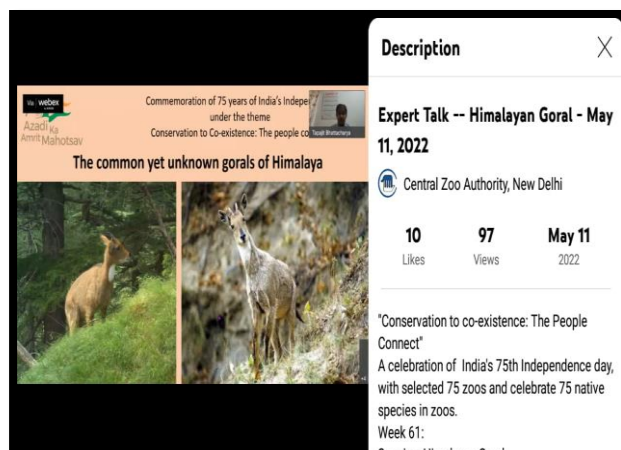 Via webex
Azadi Ka
Amrit Mahotsav
Commemoration of 75 years of India's Indepe
under the theme
Conservation to Co-existence: The people co
Bhattacharya
The common yet unknown gorals of Himalaya
Description
X
Expert Talk -- Himalayan Goral - May
11, 2022
Central Zoo Authority, New Delhi
10
97
May 11
Likes
Views
2022
"Conservation to co-existence: The People
Connect"
A celebration of India's 75th Independence day,
with selected 75 zoos and celebrate 75 native
species in zoos.
Week 61: